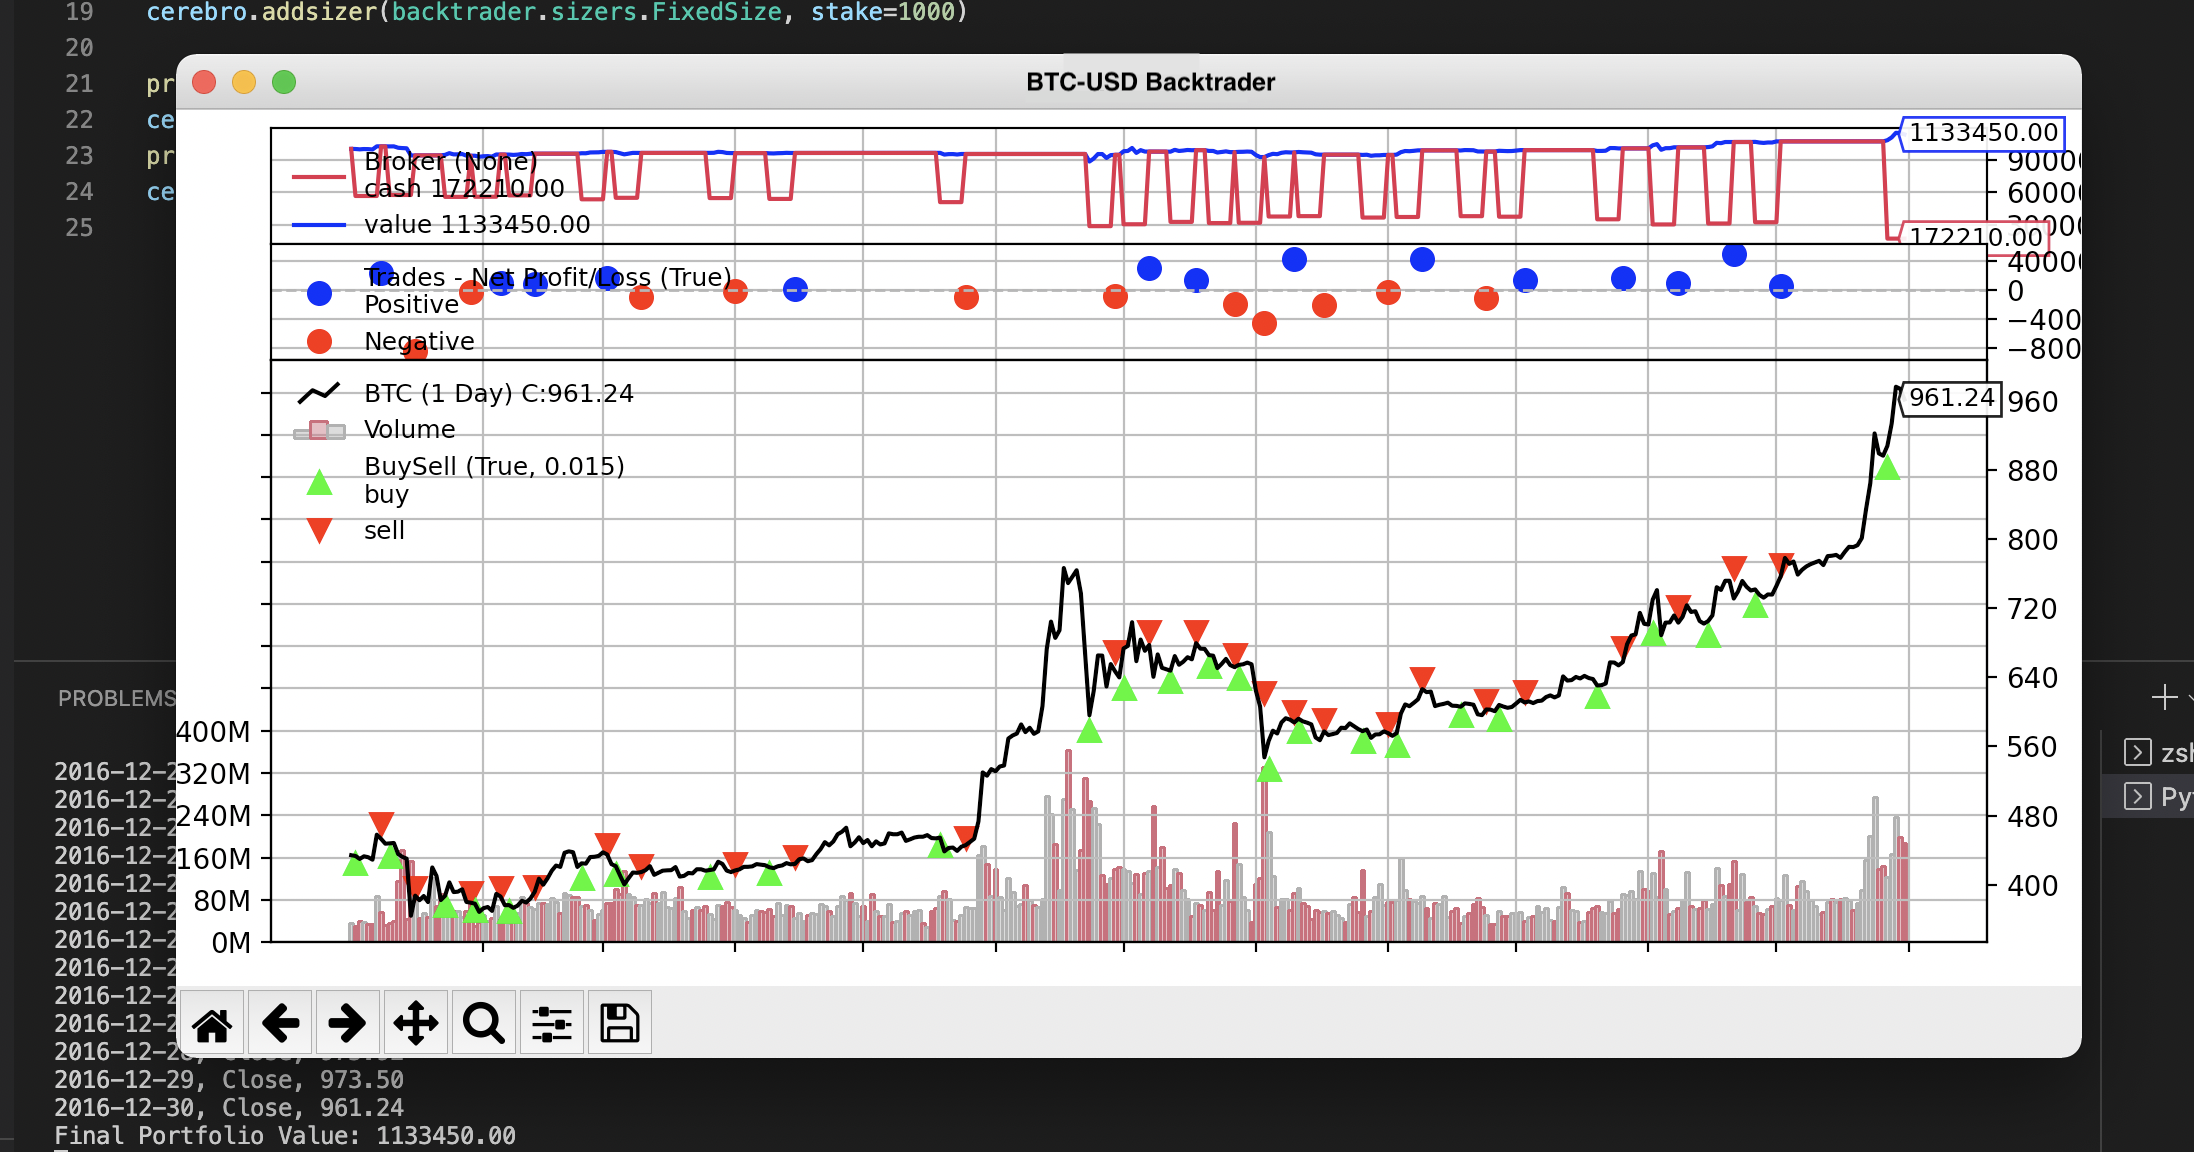 19 cerebro.addsizer(backtrader.sizers.FixedSize, stake=1000)
20
BTC-USD Backtrader
21 pr
22 ce
23 pr
24 ce
25
Broker (None)
cash 172210.00
value 1133450.00
1133450.00
90000
60000
172210.00
Trades - Net Profit/Loss (True)
Positive
Negative
4000
0
−400
−800
BTC (1 Day) C:961.24
Volume
BuySell (True, 0.015)
buy
sell
961.24
960
880
800
720
640
560
480
400
400M
320M
240M
160M
80M
0M
PROBLEMS
zsh
Py
2016-12-2
2016-12-2
2016-12-2
2016-12-2
2016-12-2
2016-12-2
2016-12-2
2016-12-2
2016-12-2
2016-12-2
2016-12-28, Close,
2016-12-29, Close, 973.50
2016-12-30, Close, 961.24
Final Portfolio Value: 1133450.00